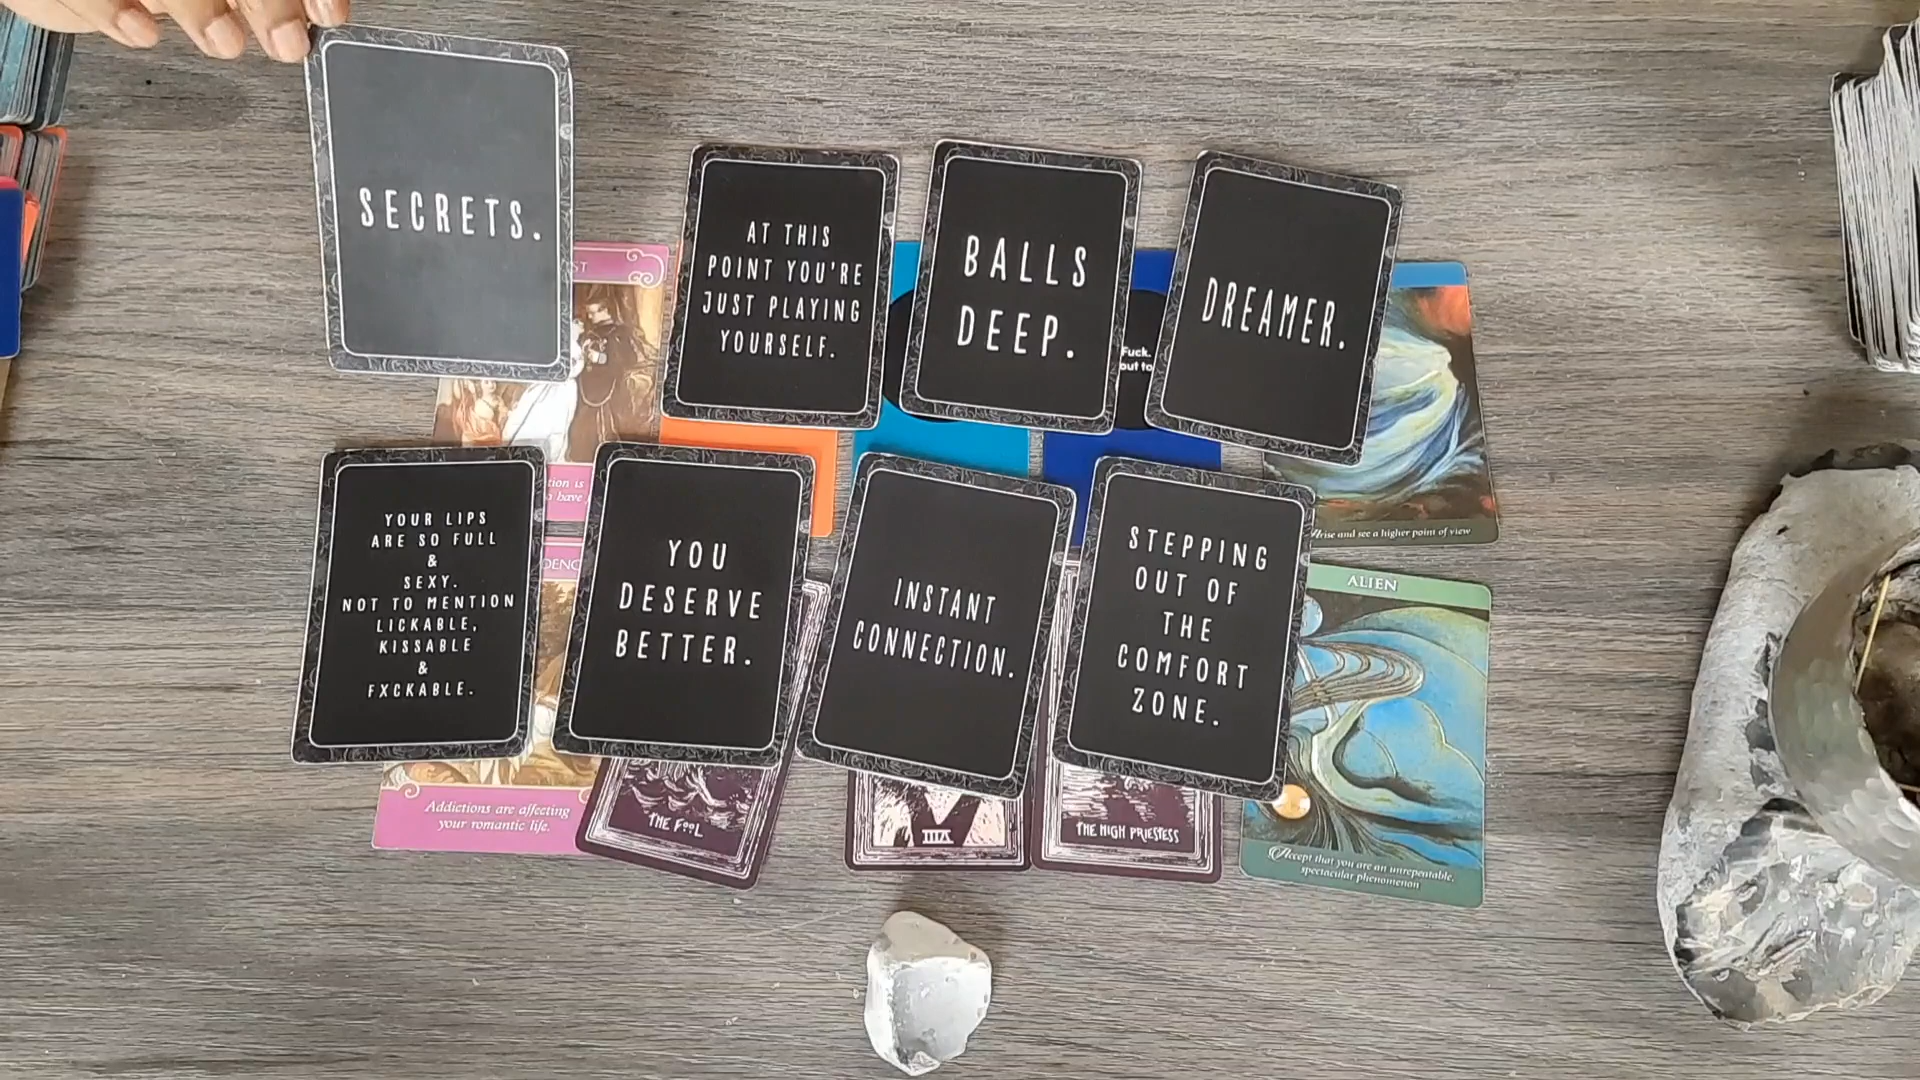 SECRETS.
AT THIS
POINT YOU'RE
JUST PLAYING
YOURSELF.
BALLS
DEEP.
DREAMER.
Fuck.
out to
Arise and see a higher point of view
YOUR LIPS
ARE SO FULL
&
SEXY.
NOT TO MENTION
LICKABLE,
KISSABLE
&
FXCKABLE.
YOU
DESERVE
BETTER.
INSTANT
CONNECTION.
STEPPING
OUT OF
THE
COMFORT
ZONE.
ALIEN
Addictions are affecting
your romantic life.
THE FOOL
VIII
THE HIGH PRIESTESS
Accept that you are an unrepeatable,
spectacular phenomenon